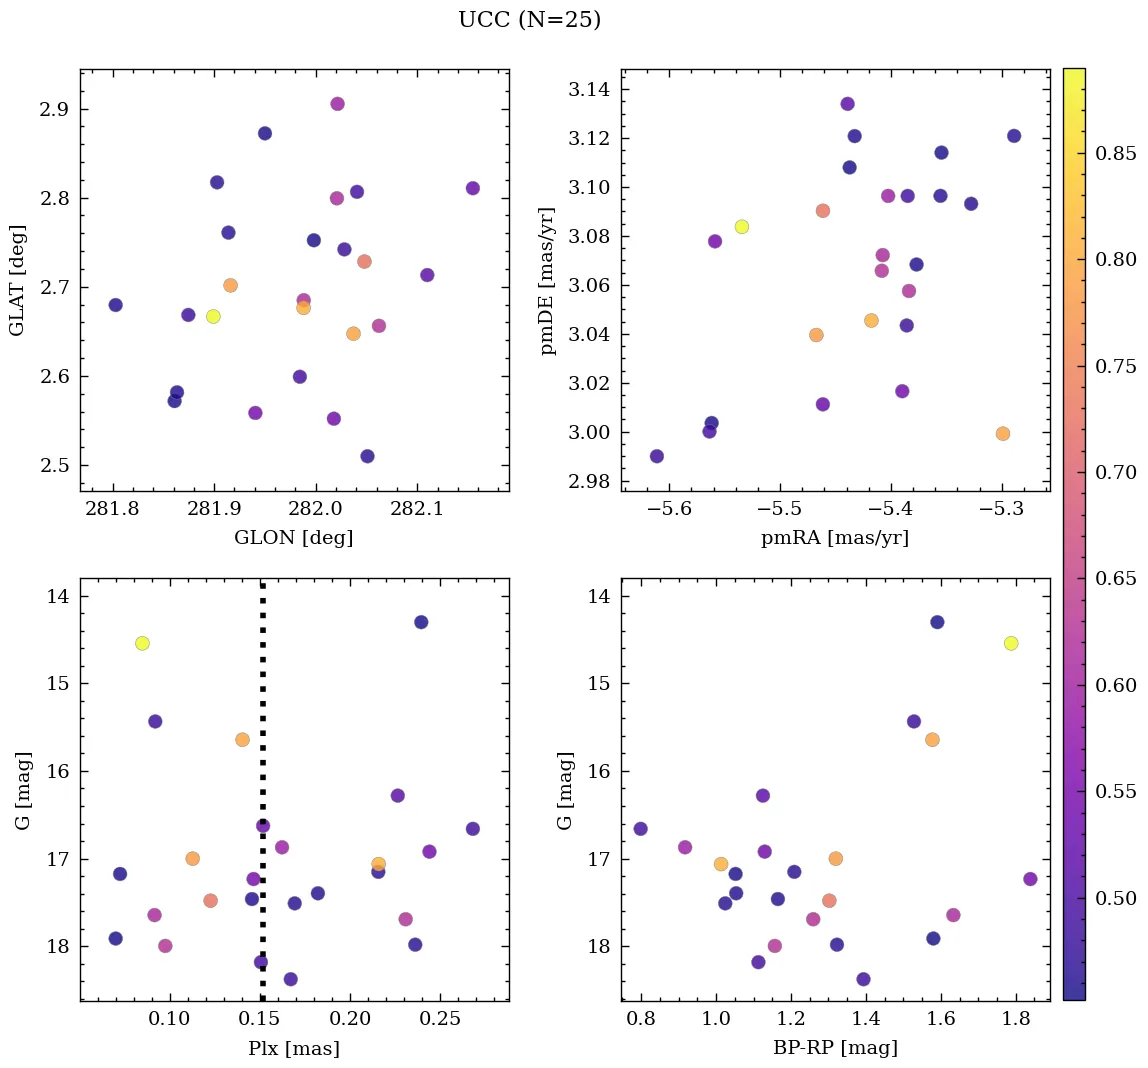 UCC (N=25)
2.9
2.8
2.7
2.6
2.5
GLAT [deg]
281.8 281.9 282.0 282.1
GLON [deg]
3.14
3.12
3.10
3.08
3.06
3.04
3.02
3.00
2.98
pmDE [mas/yr]
−5.6 −5.5 −5.4 −5.3
pmRA [mas/yr]
14
15
16
17
18
G [mag]
0.10 0.15 0.20 0.25
Plx [mas]
14
15
16
17
18
G [mag]
0.8 1.0 1.2 1.4 1.6 1.8
BP-RP [mag]
0.85
0.80
0.75
0.70
0.65
0.60
0.55
0.50